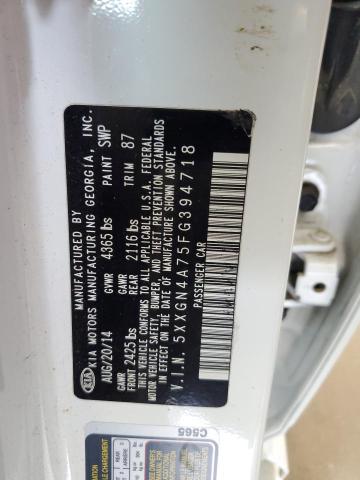 MANUFACTURED BY
KIA MOTORS MANUFACTURING GEORGIA, INC.
AUG/20/14 GVWR 4365 lbs PAINT SWP
GAWR FRONT 2425 lbs GAWR REAR 2116 lbs TRIM 87
THIS VEHICLE CONFORMS TO ALL APPLICABLE U.S.A. FEDERAL
MOTOR VEHICLE SAFETY, BUMPER, AND THEFT PREVENTION STANDARDS
IN EFFECT ON THE DATE OF MANUFACTURE SHOWN ABOVE.
V.I.N. 5XXGN4A75FG394718
PASSENGER CAR
C565
REAR